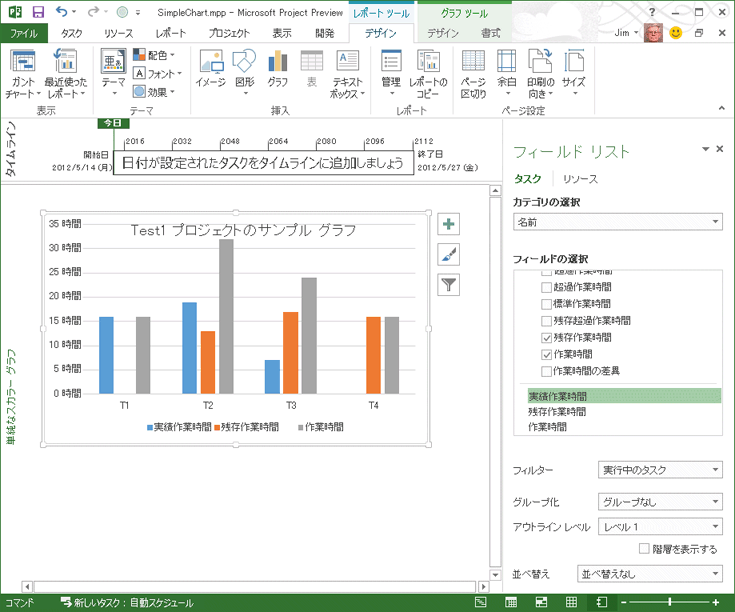 SimpleChart.mpp - Microsoft Project Preview
レポート ツール
グラフ ツール
ファイル タスク リソース レポート プロジェクト 表示 開発 デザイン デザイン 書式 Jim
ガント チャート
最近使った レポート
表示
テーマ
配色
フォント
効果
テーマ
イメージ
図形
グラフ
表
テキスト ボックス
挿入
管理
レポートの コピー
レポート
ページ 区切り
余白
印刷の 向き
サイズ
ページ設定
タイムライン
今日
2016 2032 2048 2064 2080 2096 2112
開始日
2012/5/14 (月)
日付が設定されたタスクをタイムラインに追加しましょう
終了日
2012/5/27 (金)
単純なスカラー グラフ
Test1 プロジェクトのサンプル グラフ
35 時間
30 時間
25 時間
20 時間
15 時間
10 時間
5 時間
0 時間
T1 T2 T3 T4
実績作業時間 残存作業時間 作業時間
フィールド リスト
タスク リソース
カテゴリの選択
名前
フィールドの選択
超過作業時間
標準作業時間
残存超過作業時間
残存作業時間
作業時間
作業時間の差異
実績作業時間
残存作業時間
作業時間
フィルター 実行中のタスク
グループ化 グループなし
アウトライン レベル レベル 1
階層を表示する
並べ替え 並べ替えなし
コマンド 新しいタスク : 自動スケジュール